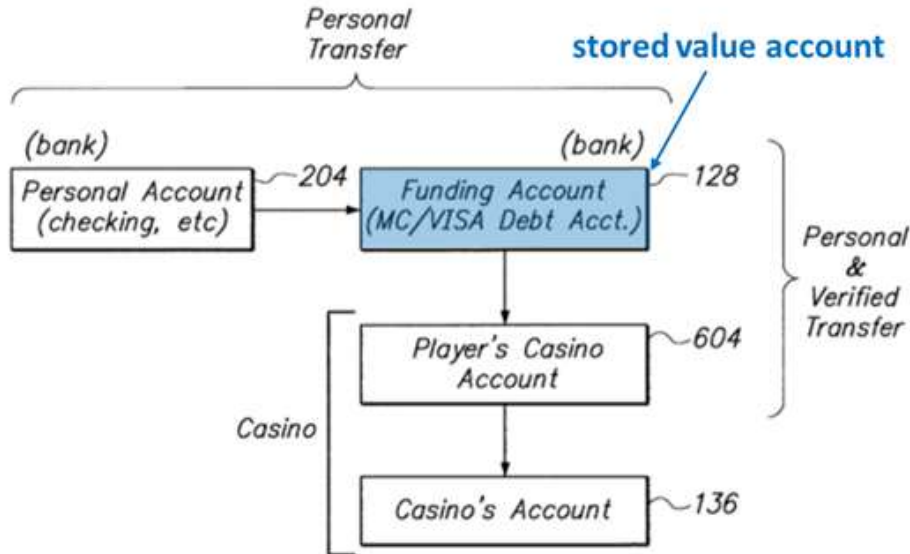 Personal
Transfer
stored value account
(bank)
(bank)
Personal Account
(checking, etc)
204
Funding Account
(MC/VISA Debt Acct.)
128
Personal
&
Verified
Transfer
Player's Casino
Account
604
Casino
Casino's Account
136